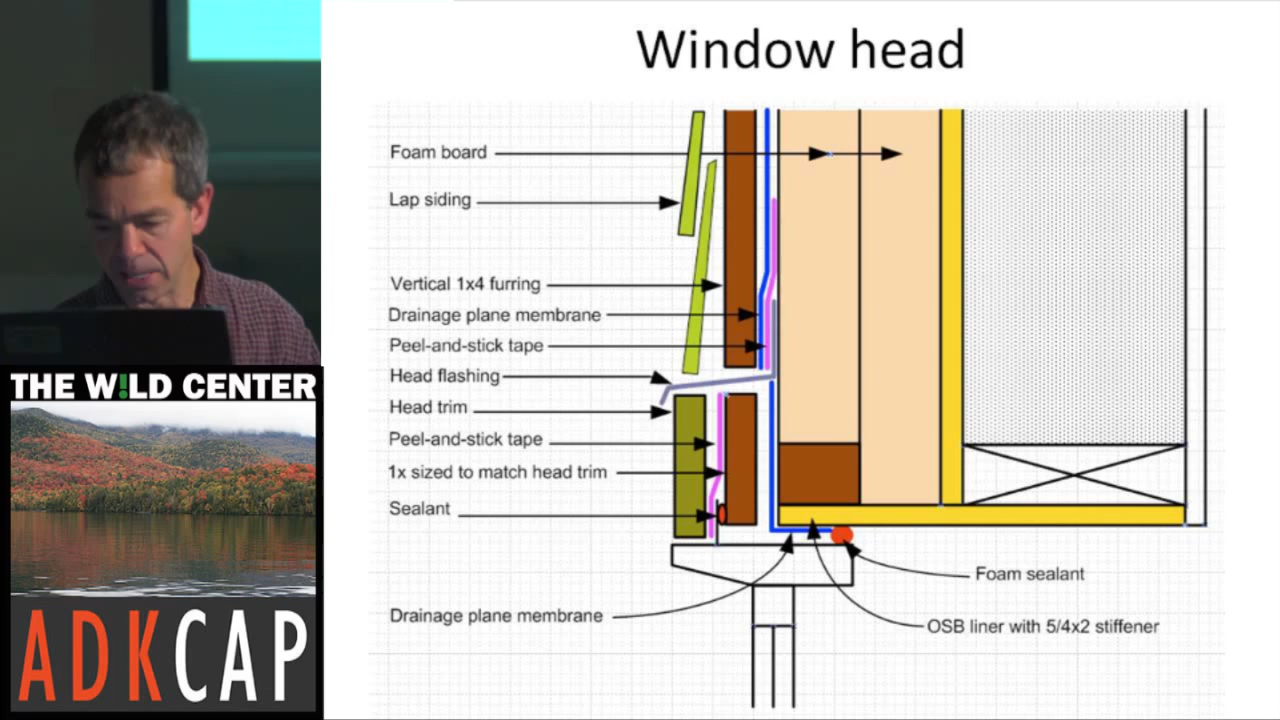 Window head
Foam board
Lap siding
Vertical 1x4 furring
Drainage plane membrane
Peel-and-stick tape
Head flashing
Head trim
Peel-and-stick tape
1x sized to match head trim
Sealant
Foam sealant
Drainage plane membrane
OSB liner with 5/4x2 stiffener
THE W!LD CENTER
ADKCAP